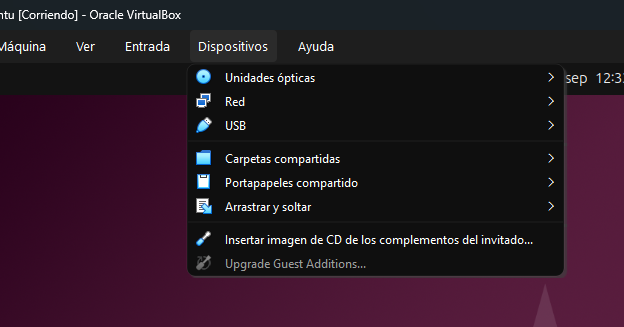 ntu [Corriendo] - Oracle VirtualBox
Máquina Ver Entrada Dispositivos Ayuda
sep 12:3
Unidades ópticas
Red
USB
Carpetas compartidas
Portapapeles compartido
Arrastrar y soltar
Insertar imagen de CD de los complementos del invitado...
Upgrade Guest Additions...